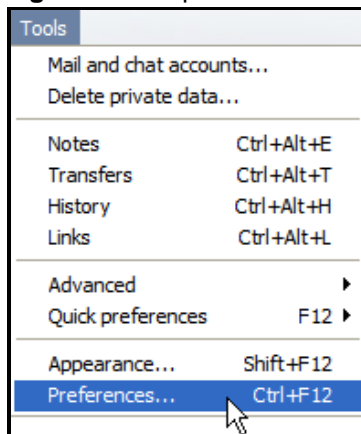 Tools
Mail and chat accounts...
Delete private data...
Notes Ctrl+Alt+E
Transfers Ctrl+Alt+T
History Ctrl+Alt+H
Links Ctrl+Alt+L
Advanced
Quick preferences F12
Appearance... Shift+F12
Preferences... Ctrl+F12